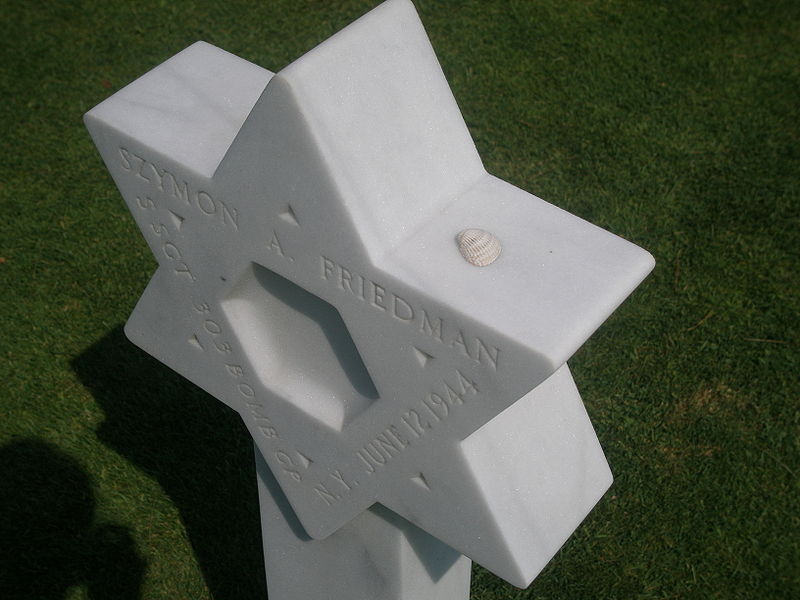 SZYMON A. FRIEDMAN
S SGT 303 BOMB GP
N.Y. JUNE 12, 1944